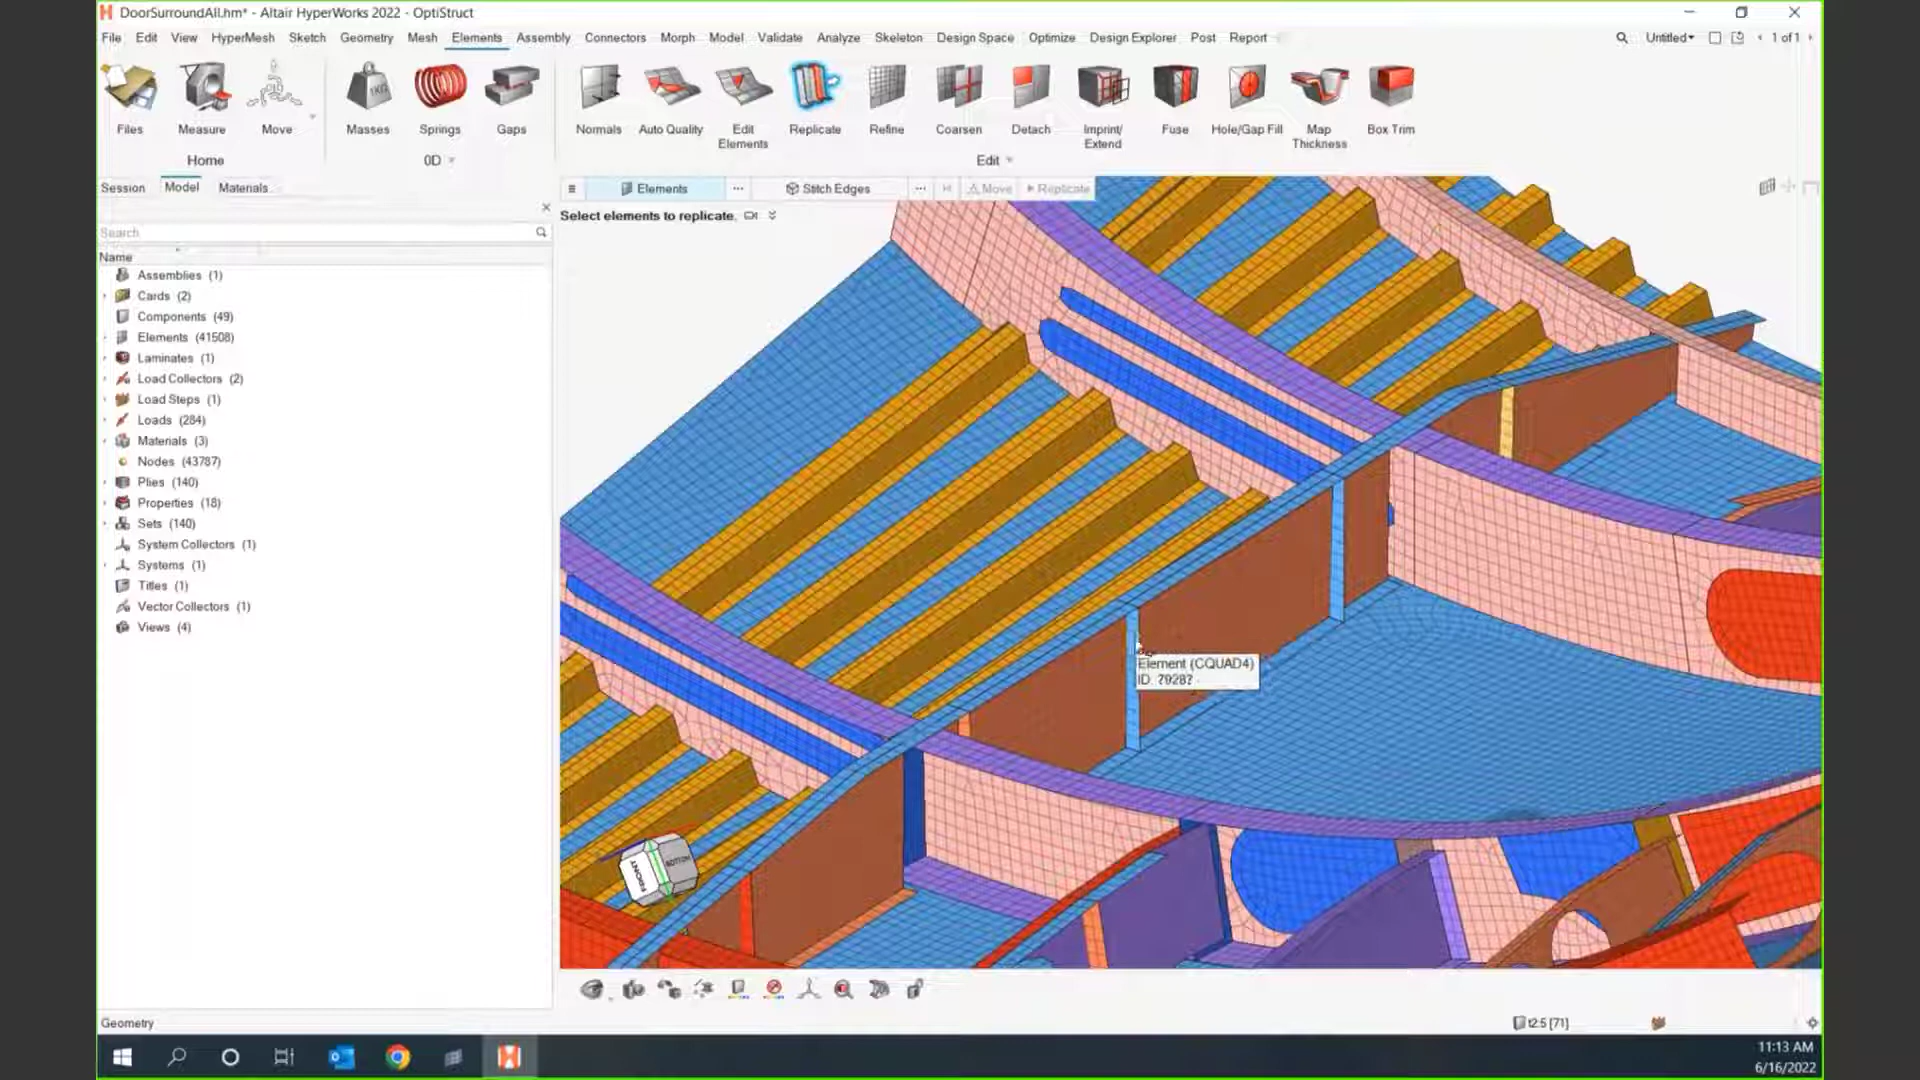 DoorSurroundAll.hm* - Altair HyperWorks 2022 - OptiStruct
File Edit View HyperMesh Sketch Geometry Mesh Elements Assembly Connectors Morph Model Validate Analyze Skeleton Design Space Optimize Design Explorer Post Report Untitled 1 of 1
1KG
Files Measure Move Masses Springs Gaps Normals Auto Quality Edit Elements Replicate Refine Coarsen Detach Imprint/ Extend Fuse Hole/Gap Fill Map Thickness Box Trim
Home 0D Edit
Session Model Materials
Elements Stitch Edges Move Replicate
Select elements to replicate.
Search
Name
Assemblies (1)
Cards (2)
Components (49)
Elements (41508)
Laminates (1)
Load Collectors (2)
Load Steps (1)
Loads (284)
Materials (3)
Nodes (43787)
Plies (140)
Properties (18)
Sets (140)
System Collectors (1)
Systems (1)
Titles (1)
Vector Collectors (1)
Views (4)
Element (CQUAD4)
ID: 79287
FRONT
BOTTOM
Geometry
t2.5 [71]
11:13 AM
6/16/2022